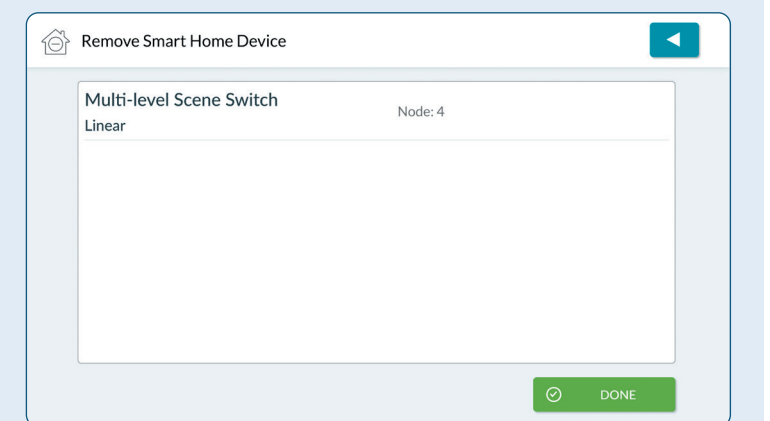 Remove Smart Home Device
Multi-level Scene Switch
Node: 4
Linear
DONE